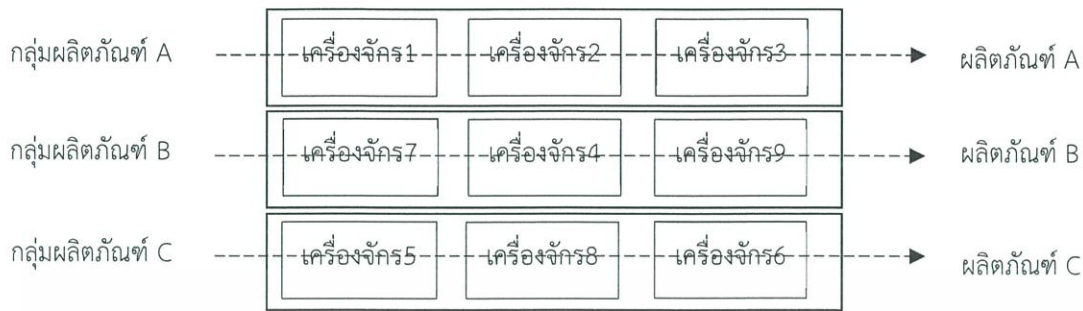 กลุ่มผลิตภัณฑ์ A เครื่องจักร1 เครื่องจักร2 เครื่องจักร3 ผลิตภัณฑ์ A
กลุ่มผลิตภัณฑ์ B เครื่องจักร7 เครื่องจักร4 เครื่องจักร9 ผลิตภัณฑ์ B
กลุ่มผลิตภัณฑ์ C เครื่องจักร5 เครื่องจักร8 เครื่องจักร6 ผลิตภัณฑ์ C